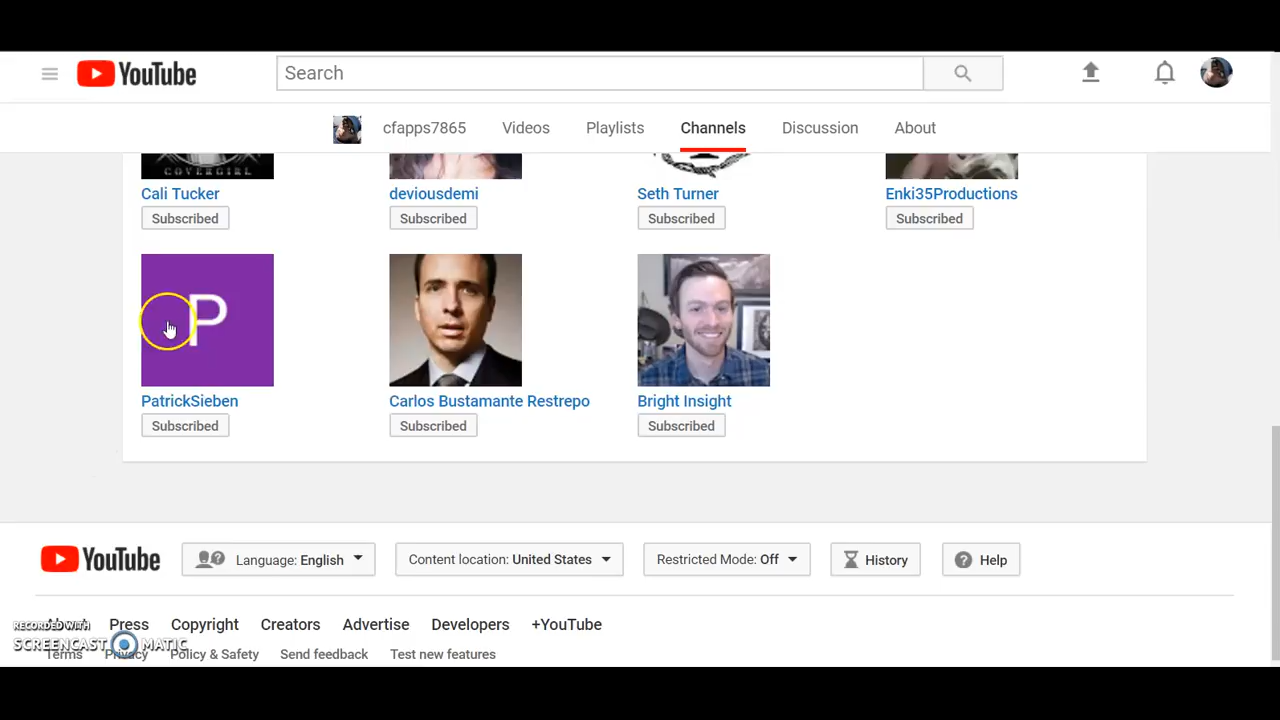 YouTube
Search
cfapps7865 Videos Playlists Channels Discussion About
COVERGIRL
Cali Tucker deviousdemi Seth Turner Enki35Productions
Subscribed Subscribed Subscribed Subscribed
P
PatrickSieben Carlos Bustamante Restrepo Bright Insight
Subscribed Subscribed Subscribed
YouTube Language: English Content location: United States Restricted Mode: Off History Help
About Press Copyright Creators Advertise Developers +YouTube
RECORDED WITH
SCREENCAST MATIC
Terms Privacy Policy & Safety Send feedback Test new features